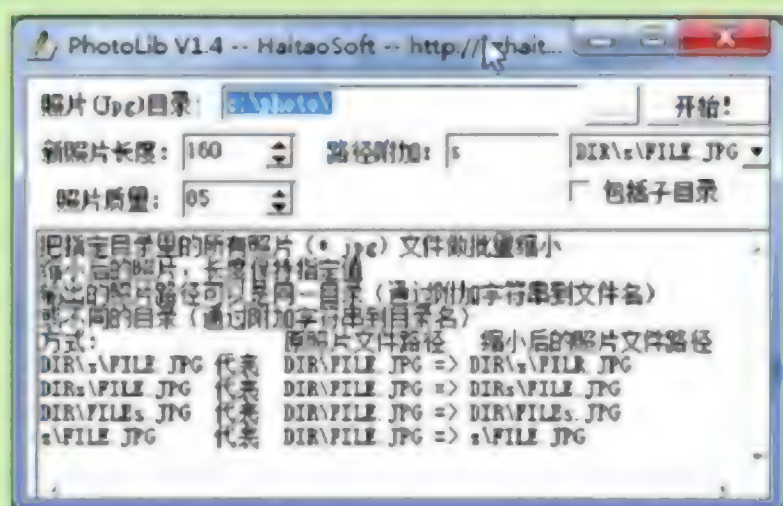 PhotoLib V1.4 -- HaitaoSoft -- http://
照片(Jpg)目录: c:\photo\ 开始!
新照片长度: 160 路径附加: s DIR\s\FILE.JPG
照片质量: 85 包括子目录
把指定目录里的所有照片(*.jpg)文件做批量缩小
缩小后的照片,长度保持指定值
输出的照片路径可以是同一目录(通过附加字符串到文件名)
或不同的目录(通过附加字符串到目录名)
方式: 原照片文件路径 缩小后的照片文件路径
DIR\s\FILE.JPG 代表 DIR\FILE.JPG => DIR\s\FILE.JPG
DIRs\FILE.JPG 代表 DIR\FILE.JPG => DIRs\FILE.JPG
DIR\FILEs.JPG 代表 DIR\FILE.JPG => DIR\FILEs.JPG
s\FILE.JPG 代表 DIR\FILE.JPG => s\FILE.JPG